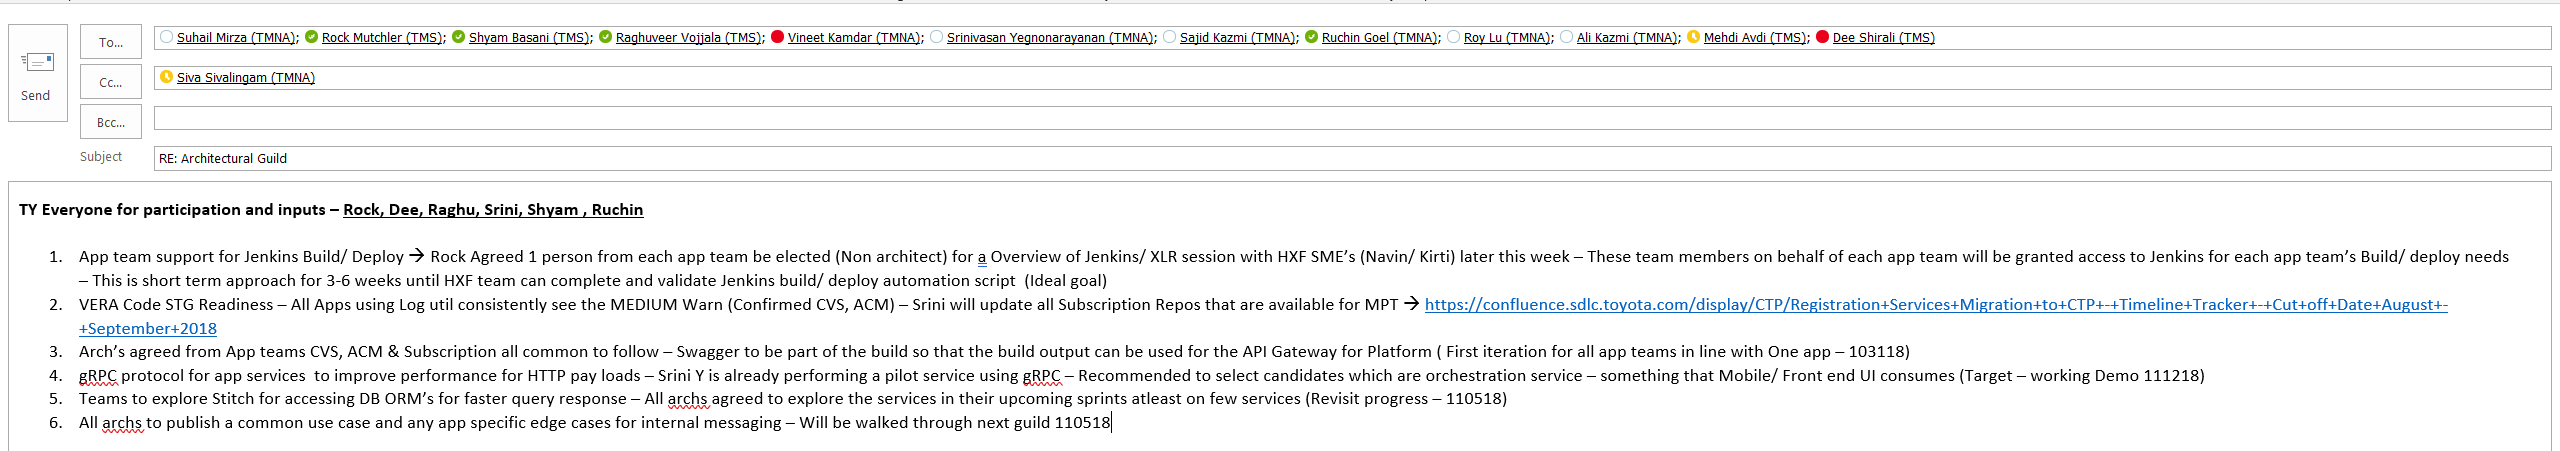 To... Suhail Mirza (TMNA); Rock Mutchler (TMS); Shyam Basani (TMS); Raghuveer Vojjala (TMS); Vineet Kamdar (TMNA); Srinivasan Yegnonarayanan (TMNA); Sajid Kazmi (TMNA); Ruchin Goel (TMNA); Roy Lu (TMNA); Ali Kazmi (TMNA); Mehdi Avdi (TMS); Dee Shirali (TMS)
Cc... Siva Sivalingam (TMNA)
Send
Bcc...
Subject RE: Architectural Guild
TY Everyone for participation and inputs – Rock, Dee, Raghu, Srini, Shyam , Ruchin
1. App team support for Jenkins Build/ Deploy → Rock Agreed 1 person from each app team be elected (Non architect) for a Overview of Jenkins/ XLR session with HXF SME's (Navin/ Kirti) later this week – These team members on behalf of each app team will be granted access to Jenkins for each app team's Build/ deploy needs
– This is short term approach for 3-6 weeks until HXF team can complete and validate Jenkins build/ deploy automation script (Ideal goal)
2. VERA Code STG Readiness – All Apps using Log util consistently see the MEDIUM Warn (Confirmed CVS, ACM) – Srini will update all Subscription Repos that are available for MPT → https://confluence.sdlc.toyota.com/display/CTP/Registration+Services+Migration+to+CTP+-+Timeline+Tracker+-+Cut+off+Date+August+-
+September+2018
3. Arch's agreed from App teams CVS, ACM & Subscription all common to follow – Swagger to be part of the build so that the build output can be used for the API Gateway for Platform ( First iteration for all app teams in line with One app – 103118)
4. gRPC protocol for app services to improve performance for HTTP pay loads – Srini Y is already performing a pilot service using gRPC – Recommended to select candidates which are orchestration service – something that Mobile/ Front end UI consumes (Target – working Demo 111218)
5. Teams to explore Stitch for accessing DB ORM's for faster query response – All archs agreed to explore the services in their upcoming sprints atleast on few services (Revisit progress – 110518)
6. All archs to publish a common use case and any app specific edge cases for internal messaging – Will be walked through next guild 110518